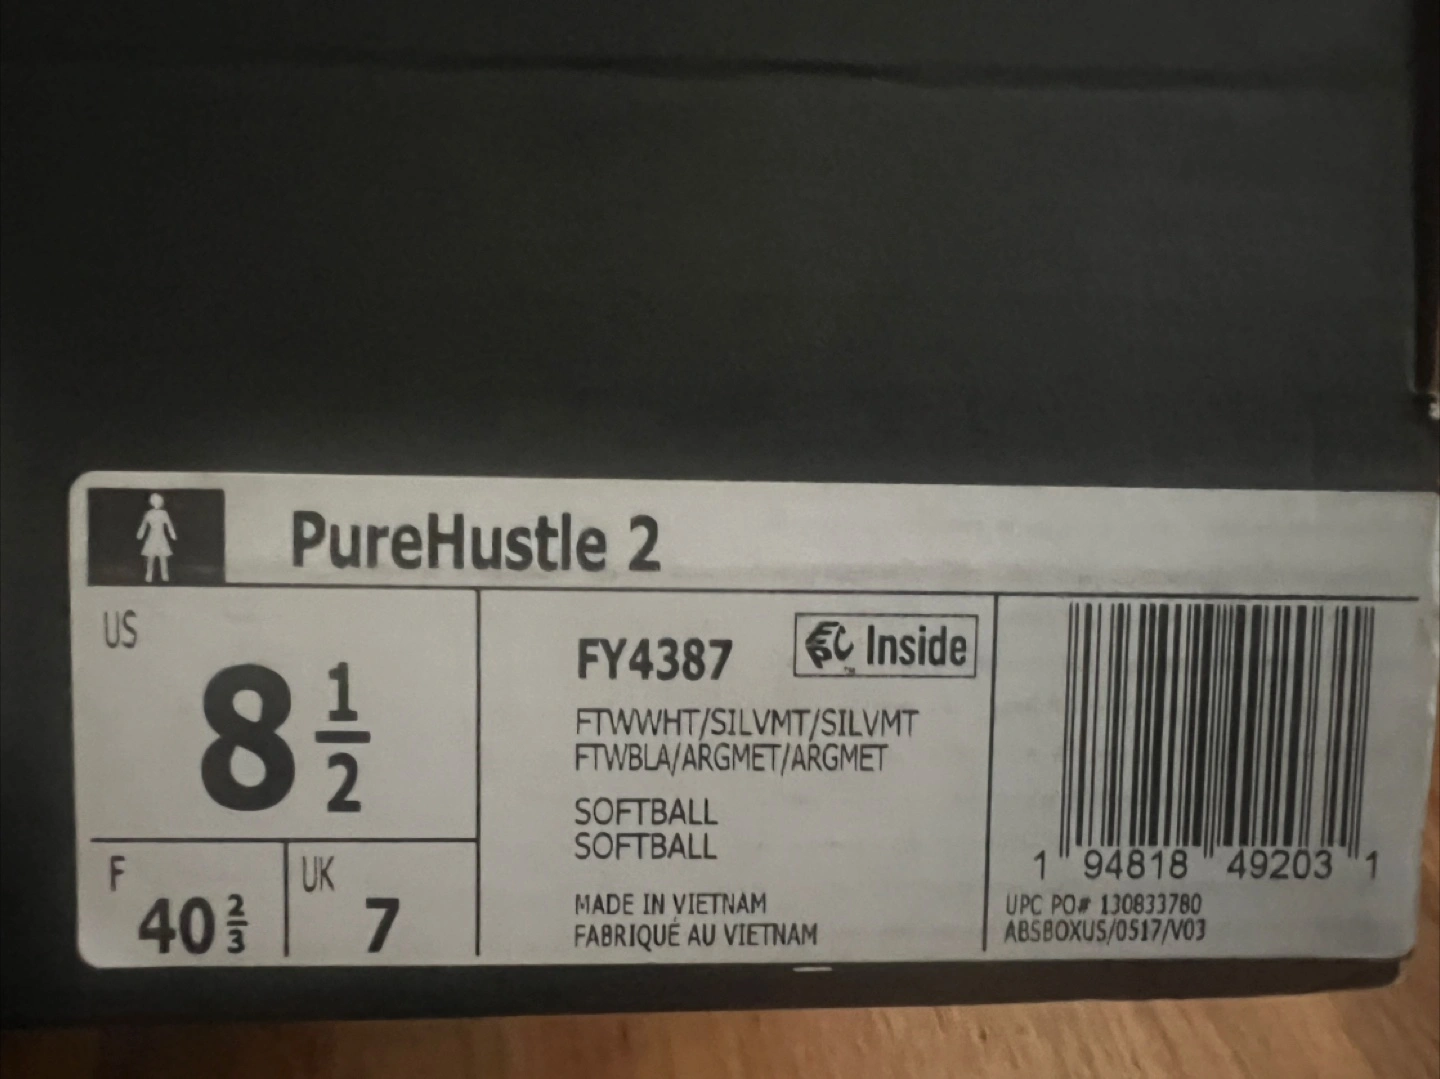 PureHustle 2
US
8 1/2
F
40 2/3
UK
7
FY4387
EPC Inside
FTWWHT/SILVMT/SILVMT
FTWBLA/ARGMET/ARGMET
SOFTBALL
SOFTBALL
MADE IN VIETNAM
FABRIQUÉ AU VIETNAM
1 94818 49203 1
UPC PO# 130833780
ABSBOXUS/0517/V03